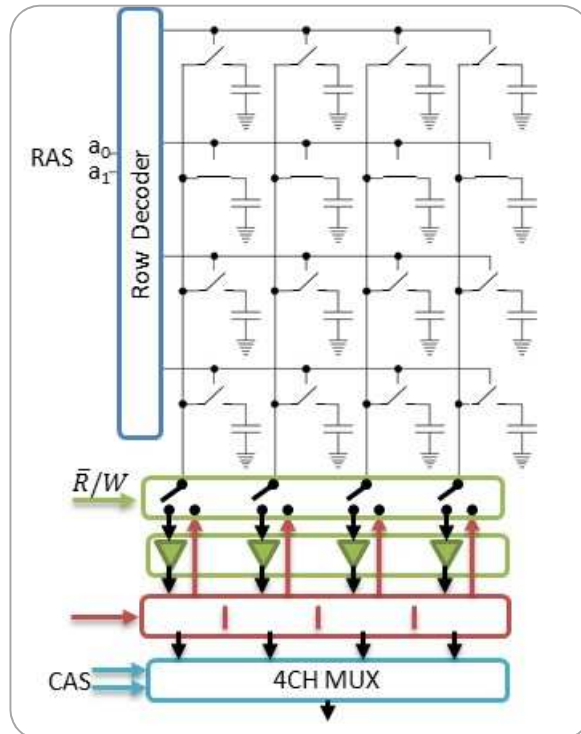 RAS
a₀
a₁
Row Decoder
R̄/W
CAS
4CH MUX